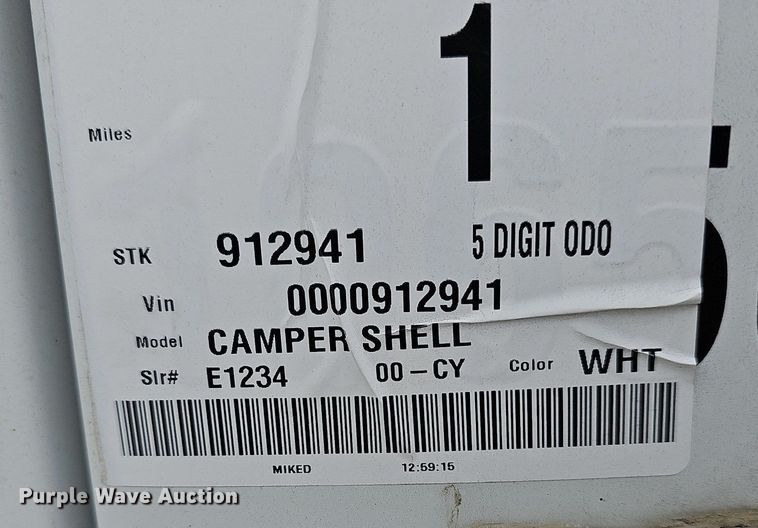 1
Miles
STK 912941 5 DIGIT ODO
Vin 0000912941
Model CAMPER SHELL
Slr# E1234 00-CY Color WHT
MIKED 12:59:15
Purple Wave Auction